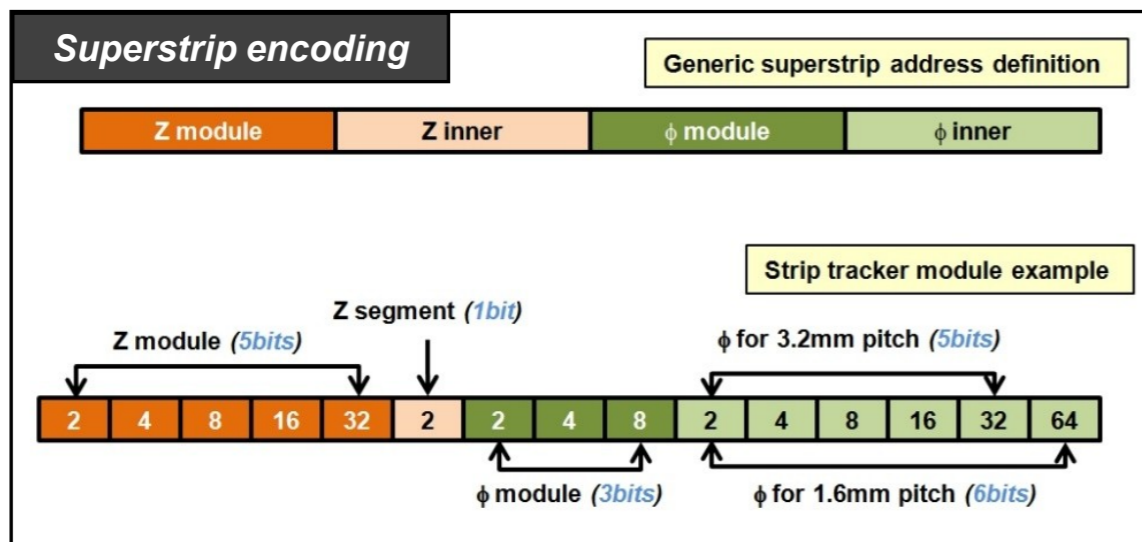 Superstrip encoding
Generic superstrip address definition
Z module Z inner ϕ module ϕ inner
Strip tracker module example
Z segment (1bit)
Z module (5bits)
ϕ for 3.2mm pitch (5bits)
2 4 8 16 32 2 2 4 8 2 4 8 16 32 64
ϕ module (3bits)
ϕ for 1.6mm pitch (6bits)